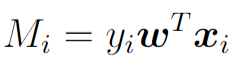 $M_i = y_i \boldsymbol{w}^T \boldsymbol{x}_i$